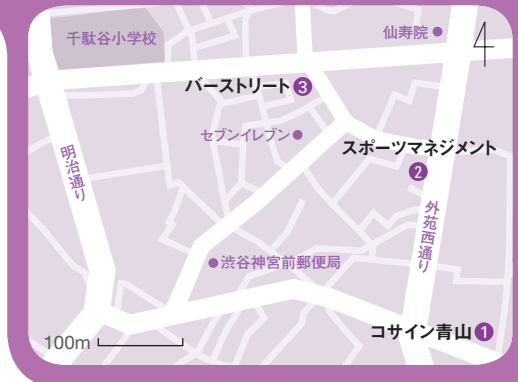 千駄谷小学校
仙寿院
バーストリート 3
セブンイレブン
スポーツマネジメント
2
明治通り
外苑西通り
渋谷神宮前郵便局
コサイン青山 1
100m